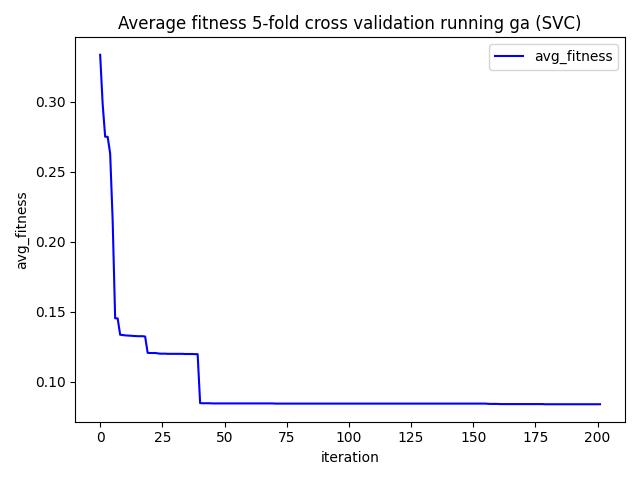 Average fitness 5-fold cross validation running ga (SVC)
avg_fitness
0.30
0.25
0.20
0.15
0.10
avg_fitness
0 25 50 75 100 125 150 175 200
iteration